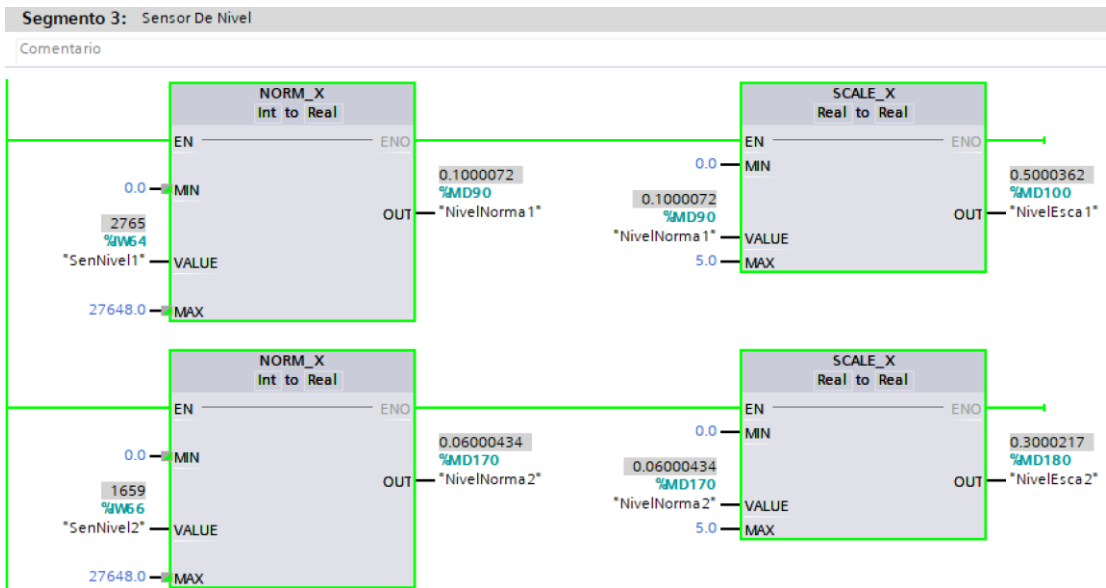 Segmento 3: Sensor De Nivel
Comentario
NORM_X
Int to Real
EN
ENO
0.0
MIN
2765
%IW64
"SenNivel1"
VALUE
27648.0
MAX
OUT
0.1000072
%MD90
"NivelNorma1"
SCALE_X
Real to Real
EN
ENO
0.0
MIN
0.1000072
%MD90
"NivelNorma1"
VALUE
5.0
MAX
OUT
0.5000362
%MD100
"NivelEsca1"
NORM_X
Int to Real
EN
ENO
0.0
MIN
1659
%IW66
"SenNivel2"
VALUE
27648.0
MAX
OUT
0.06000434
%MD170
"NivelNorma2"
SCALE_X
Real to Real
EN
ENO
0.0
MIN
0.06000434
%MD170
"NivelNorma2"
VALUE
5.0
MAX
OUT
0.3000217
%MD180
"NivelEsca2"